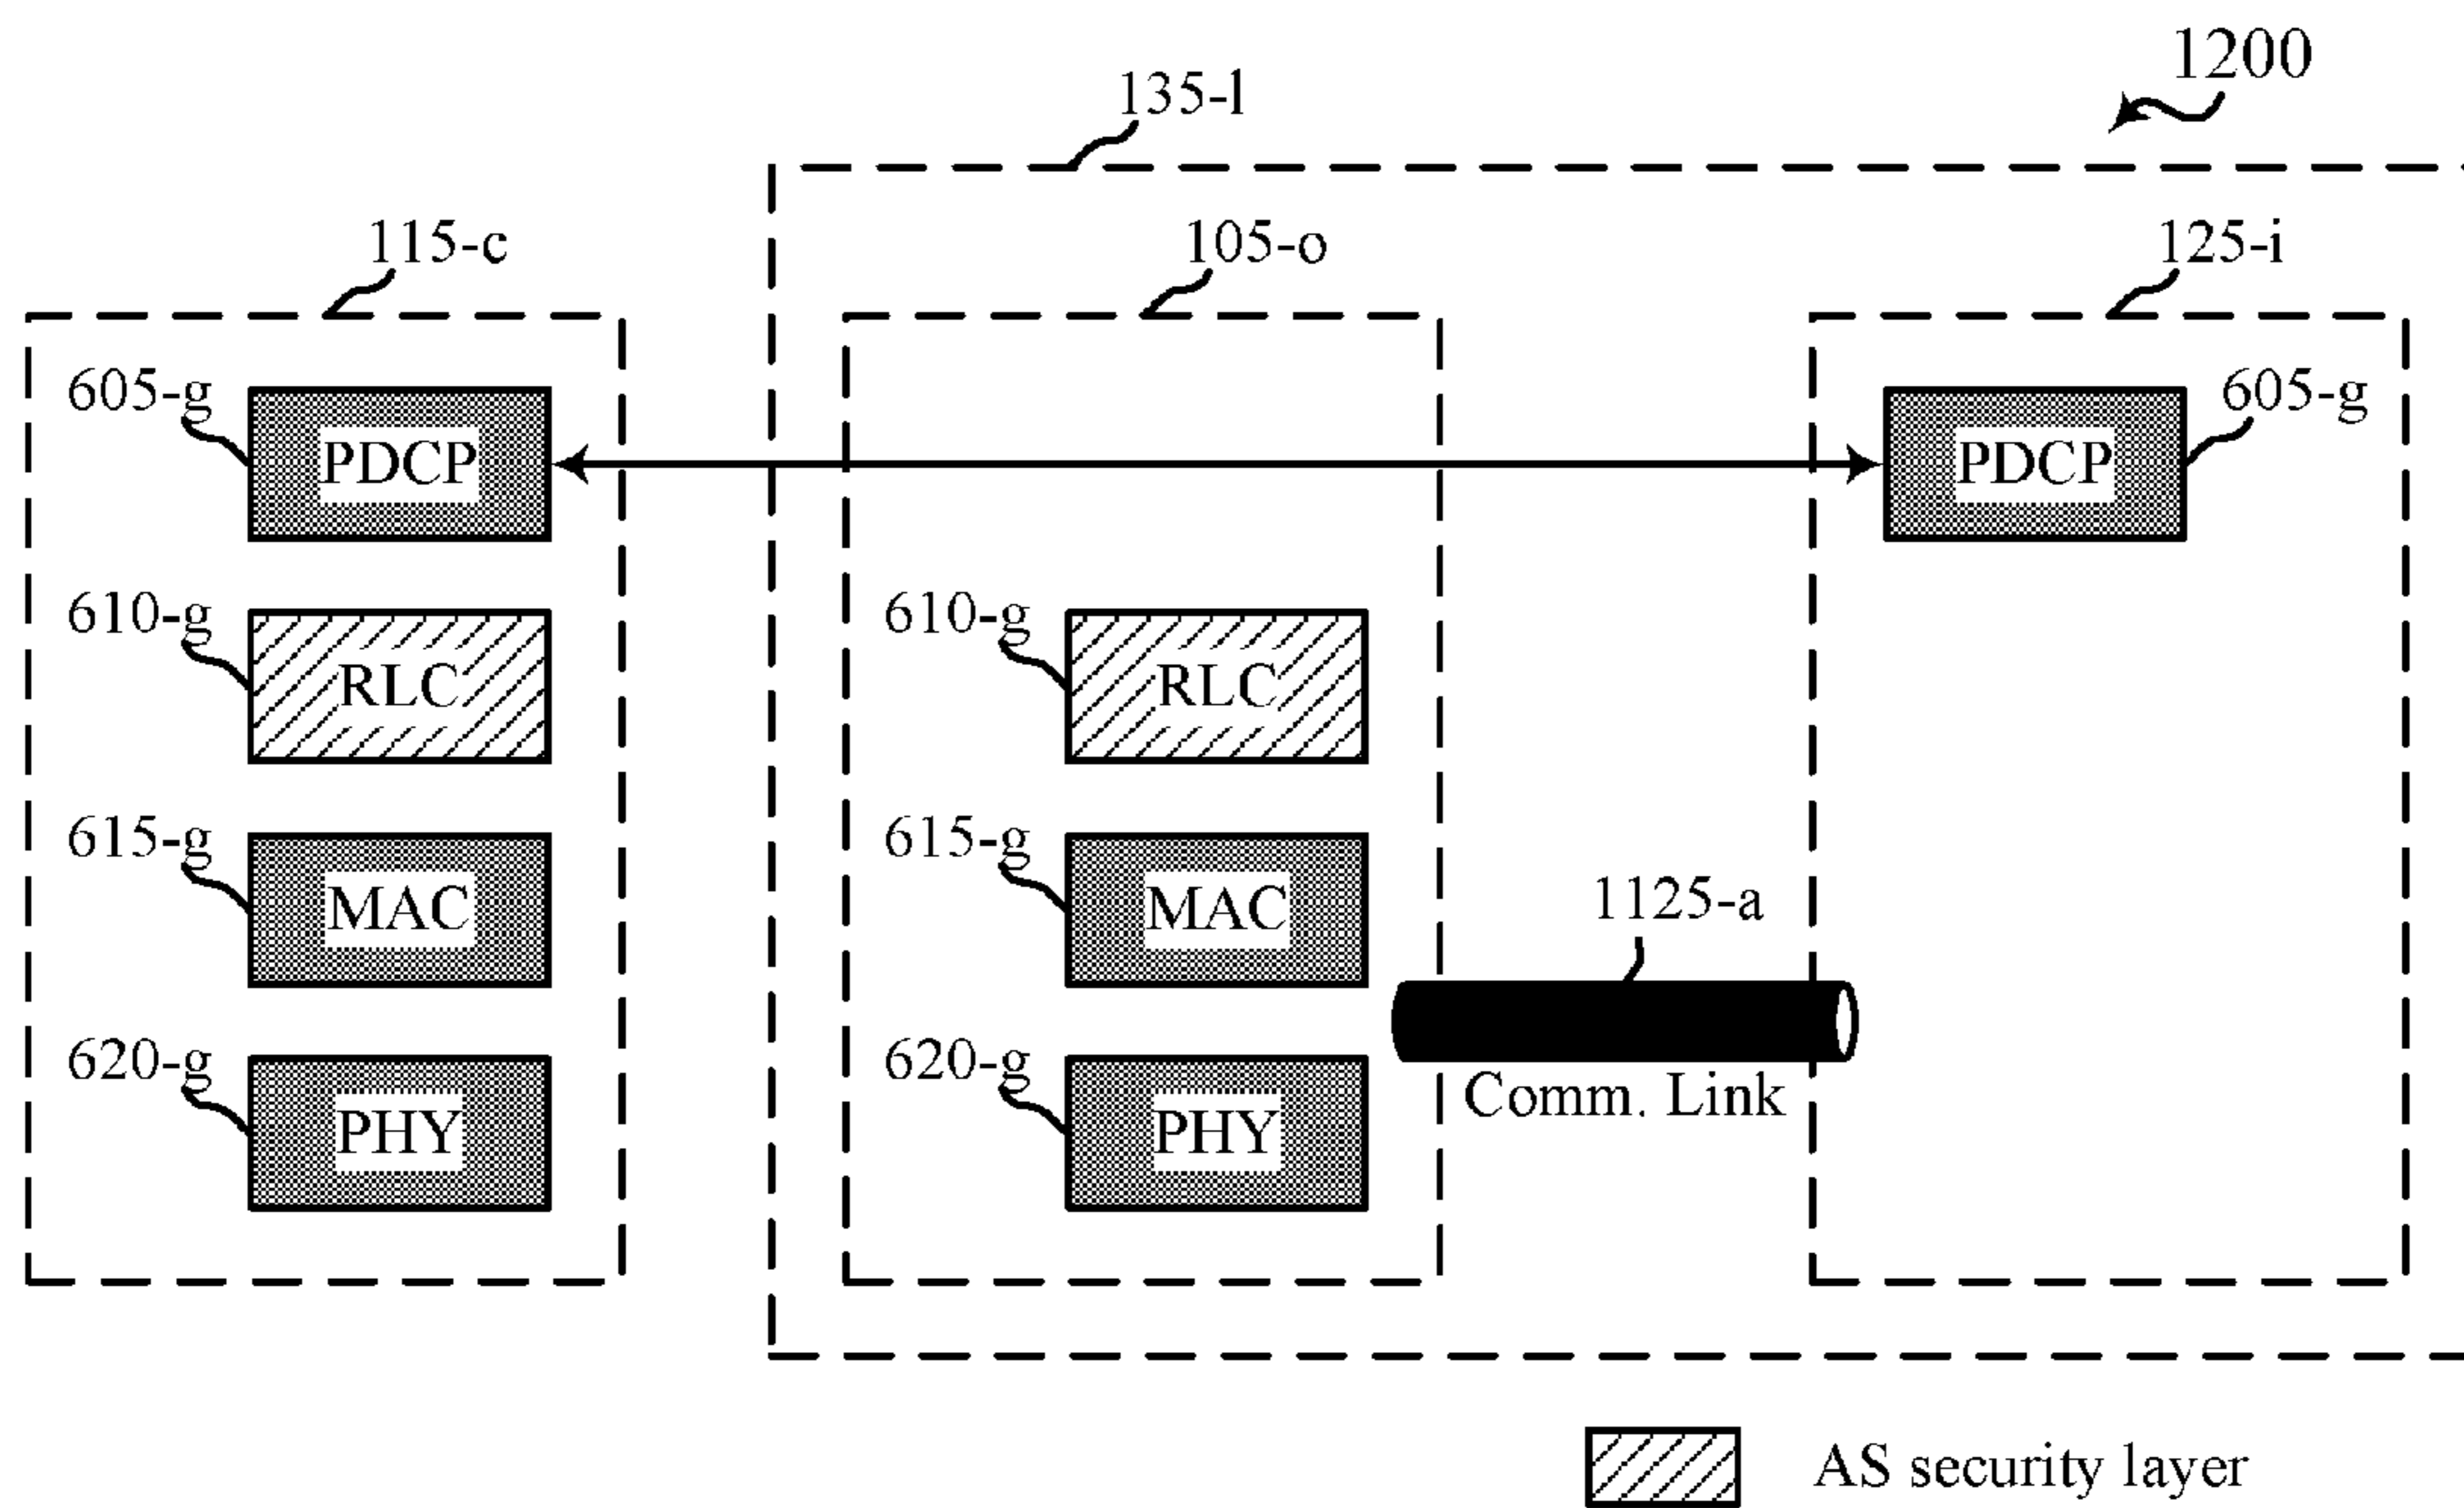 1200
135-l
115-c
105-o
125-i
605-g
PDCP
PDCP
605-g
610-g
RLC
610-g
RLC
615-g
MAC
615-g
MAC
1125-a
620-g
PHY
620-g
PHY
Comm. Link
AS security layer